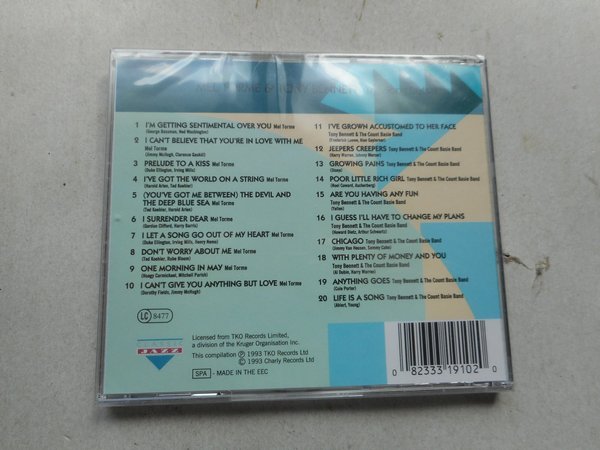 MEL TORME & TONY BENNETT
1 I'M GETTING SENTIMENTAL OVER YOU Mel Torme
(George Bassman, Ned Washington)
2 I CAN'T BELIEVE THAT YOU'RE IN LOVE WITH ME
Mel Torme
(Jimmy McHugh, Clarence Gaskill)
3 PRELUDE TO A KISS Mel Torme
(Duke Ellington, Irving Mills)
4 I'VE GOT THE WORLD ON A STRING Mel Torme
(Harold Arlen, Ted Koehler)
5 (YOU'VE GOT ME BETWEEN) THE DEVIL AND
THE DEEP BLUE SEA Mel Torme
(Ted Koehler, Harold Arlen)
6 I SURRENDER DEAR Mel Torme
(Gordon Clifford, Harry Barris)
7 I LET A SONG GO OUT OF MY HEART Mel Torme
(Duke Ellington, Irving Mills, Henry Nemo)
8 DON'T WORRY ABOUT ME Mel Torme
(Ted Koehler, Rube Bloom)
9 ONE MORNING IN MAY Mel Torme
(Hoagy Carmichael, Mitchell Parish)
10 I CAN'T GIVE YOU ANYTHING BUT LOVE Mel Torme
(Dorothy Fields, Jimmy McHugh)
11 I'VE GROWN ACCUSTOMED TO HER FACE
Tony Bennett & The Count Basie Band
(Frederick Loewe, Alan Jay Lerner)
12 JEEPERS CREEPERS Tony Bennett & The Count Basie Band
(Harry Warren, Johnny Mercer)
13 GROWING PAINS Tony Bennett & The Count Basie Band
14 POOR LITTLE RICH GIRL Tony Bennett & The Count Basie Band
15 ARE YOU HAVING ANY FUN
Tony Bennett & The Count Basie Band
(Yellen)
16 I GUESS I'LL HAVE TO CHANGE MY PLANS
Tony Bennett & The Count Basie Band
(Howard Dietz, Arthur Schwartz)
17 CHICAGO Tony Bennett & The Count Basie Band
(Jimmy Van Heusen, Sammy Cahn)
18 WITH PLENTY OF MONEY AND YOU
Tony Bennett & The Count Basie Band
(Al Dubin, Harry Warren)
19 ANYTHING GOES Tony Bennett & The Count Basie Band
(Cole Porter)
20 LIFE IS A SONG Tony Bennett & The Count Basie Band
(Ahlert, Young)
LC 8477
CLASSIC
JAZZ
Licensed from TKO Records Limited,
a division of the Kruger Organisation Inc.
This compilation ℗ 1993 TKO Records Ltd
© 1993 Charly Records Ltd
SPA - MADE IN THE EEC
0 82333 19102 0